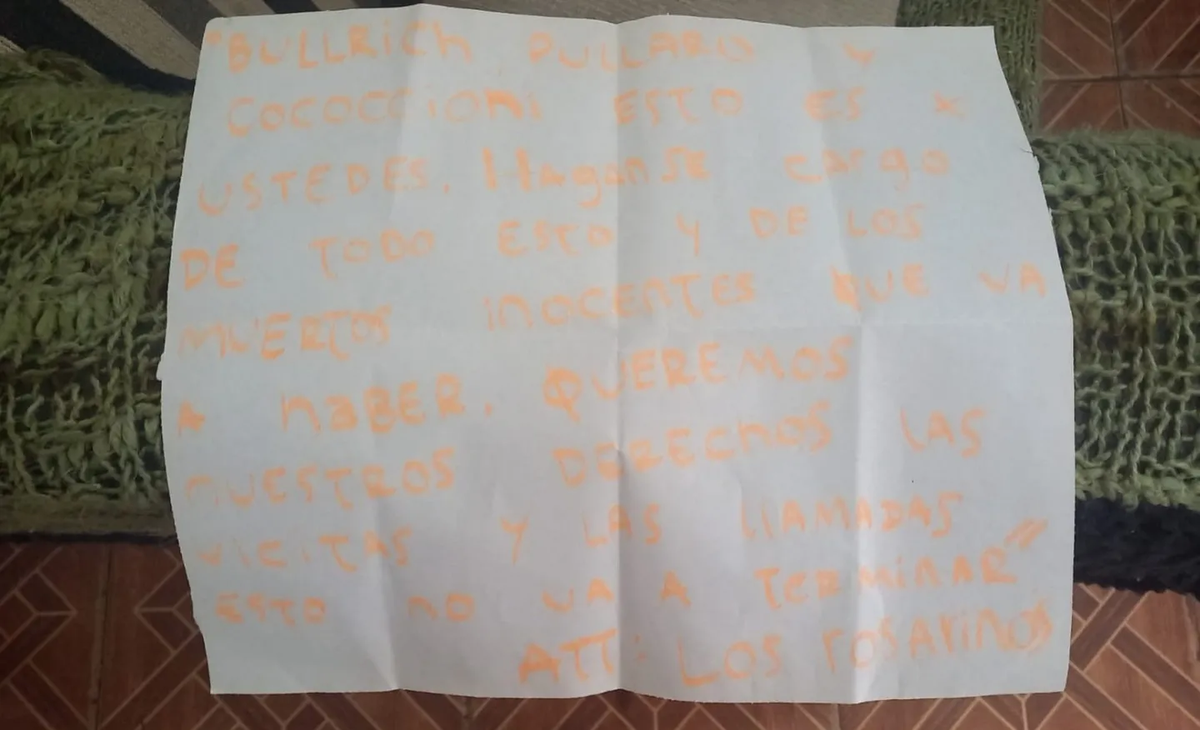 "BULLRICh PULLARO Y
COCOCCIONI ESTO ES X
USTEDES. HaganSE cargo
DE TODO ESTO Y DE LOS
MUERTOS inOCEnTES QUE VA
A haBER. QUEREMOS
nUESTROS DERECHOS LAS
VICITAS Y LAS LLAMADAS
ESTO nO VA A TERMinAR"
ATT: LOS rOSArinOS